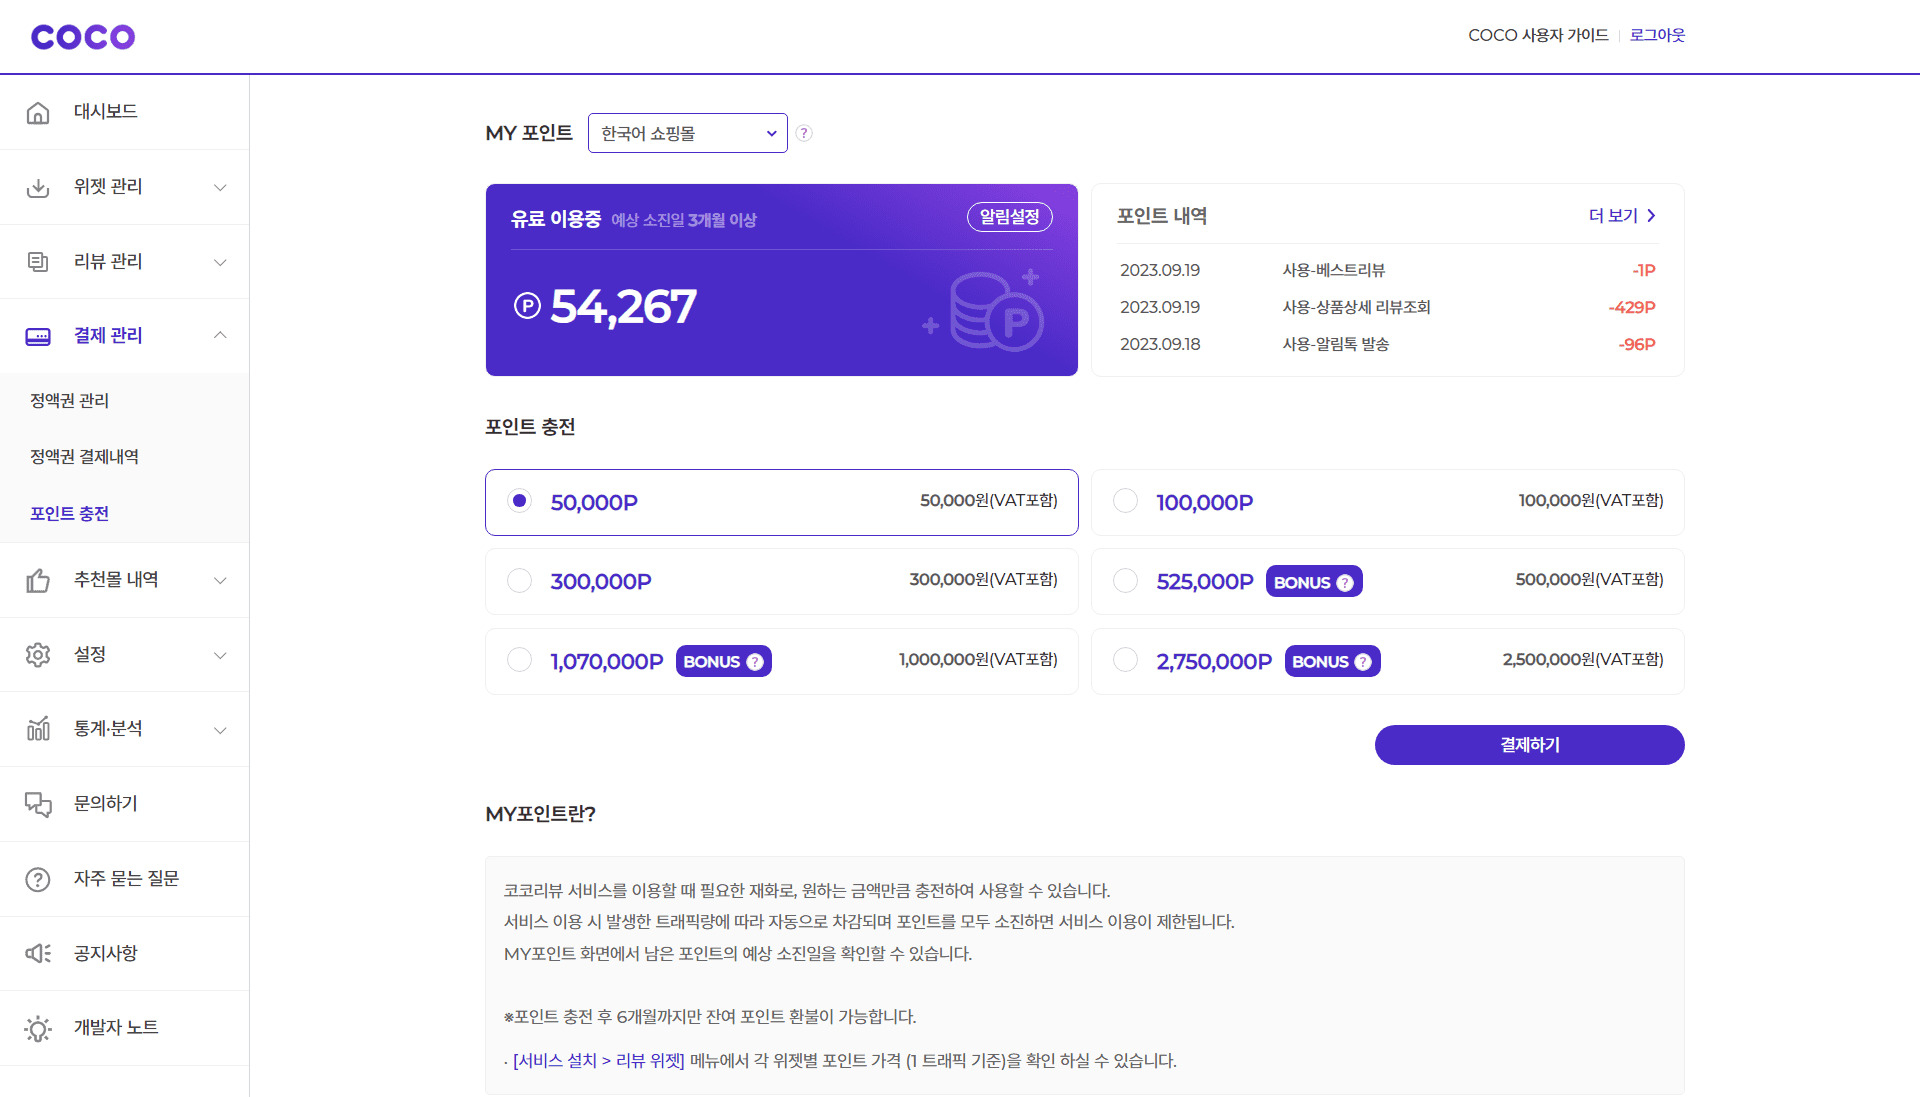 COCO
COCO 사용자 가이드
로그아웃
대시보드
위젯 관리
리뷰 관리
결제 관리
정액권 관리
정액권 결제내역
포인트 충전
추천몰 내역
설정
통계·분석
문의하기
자주 묻는 질문
공지사항
개발자 노트
MY 포인트
한국어 쇼핑몰
?
유료 이용중 예상 소진일 3개월 이상
알림설정
P 54,267
P
포인트 내역
더 보기
2023.09.19 사용-베스트리뷰 -1P
2023.09.19 사용-상품상세 리뷰조회 -429P
2023.09.18 사용-알림톡 발송 -96P
포인트 충전
50,000P 50,000원(VAT포함)
100,000P 100,000원(VAT포함)
300,000P 300,000원(VAT포함)
525,000P BONUS ? 500,000원(VAT포함)
1,070,000P BONUS ? 1,000,000원(VAT포함)
2,750,000P BONUS ? 2,500,000원(VAT포함)
결제하기
MY포인트란?
코코리뷰 서비스를 이용할 때 필요한 재화로, 원하는 금액만큼 충전하여 사용할 수 있습니다.
서비스 이용 시 발생한 트래픽량에 따라 자동으로 차감되며 포인트를 모두 소진하면 서비스 이용이 제한됩니다.
MY포인트 화면에서 남은 포인트의 예상 소진일을 확인할 수 있습니다.
※포인트 충전 후 6개월까지만 잔여 포인트 환불이 가능합니다.
· [서비스 설치 > 리뷰 위젯] 메뉴에서 각 위젯별 포인트 가격 (1 트래픽 기준)을 확인 하실 수 있습니다.